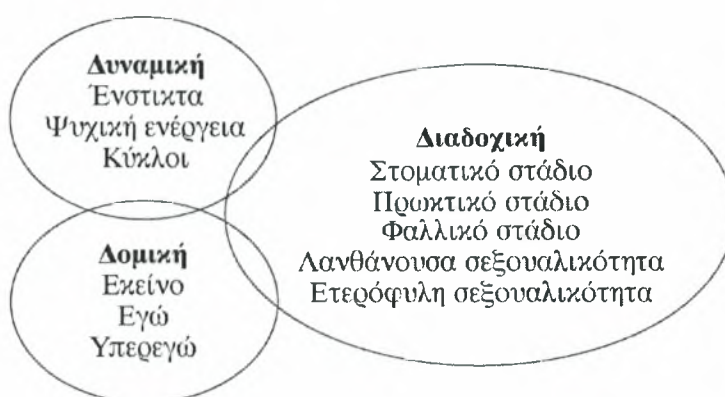 Δυναμική
Ένστικτα
Ψυχική ενέργεια
Κύκλοι
Δομική
Εκείνο
Εγώ
Υπερεγώ
Διαδοχική
Στοματικό στάδιο
Πρωκτικό στάδιο
Φαλλικό στάδιο
Λανθάνουσα σεξουαλικότητα
Ετερόφυλη σεξουαλικότητα